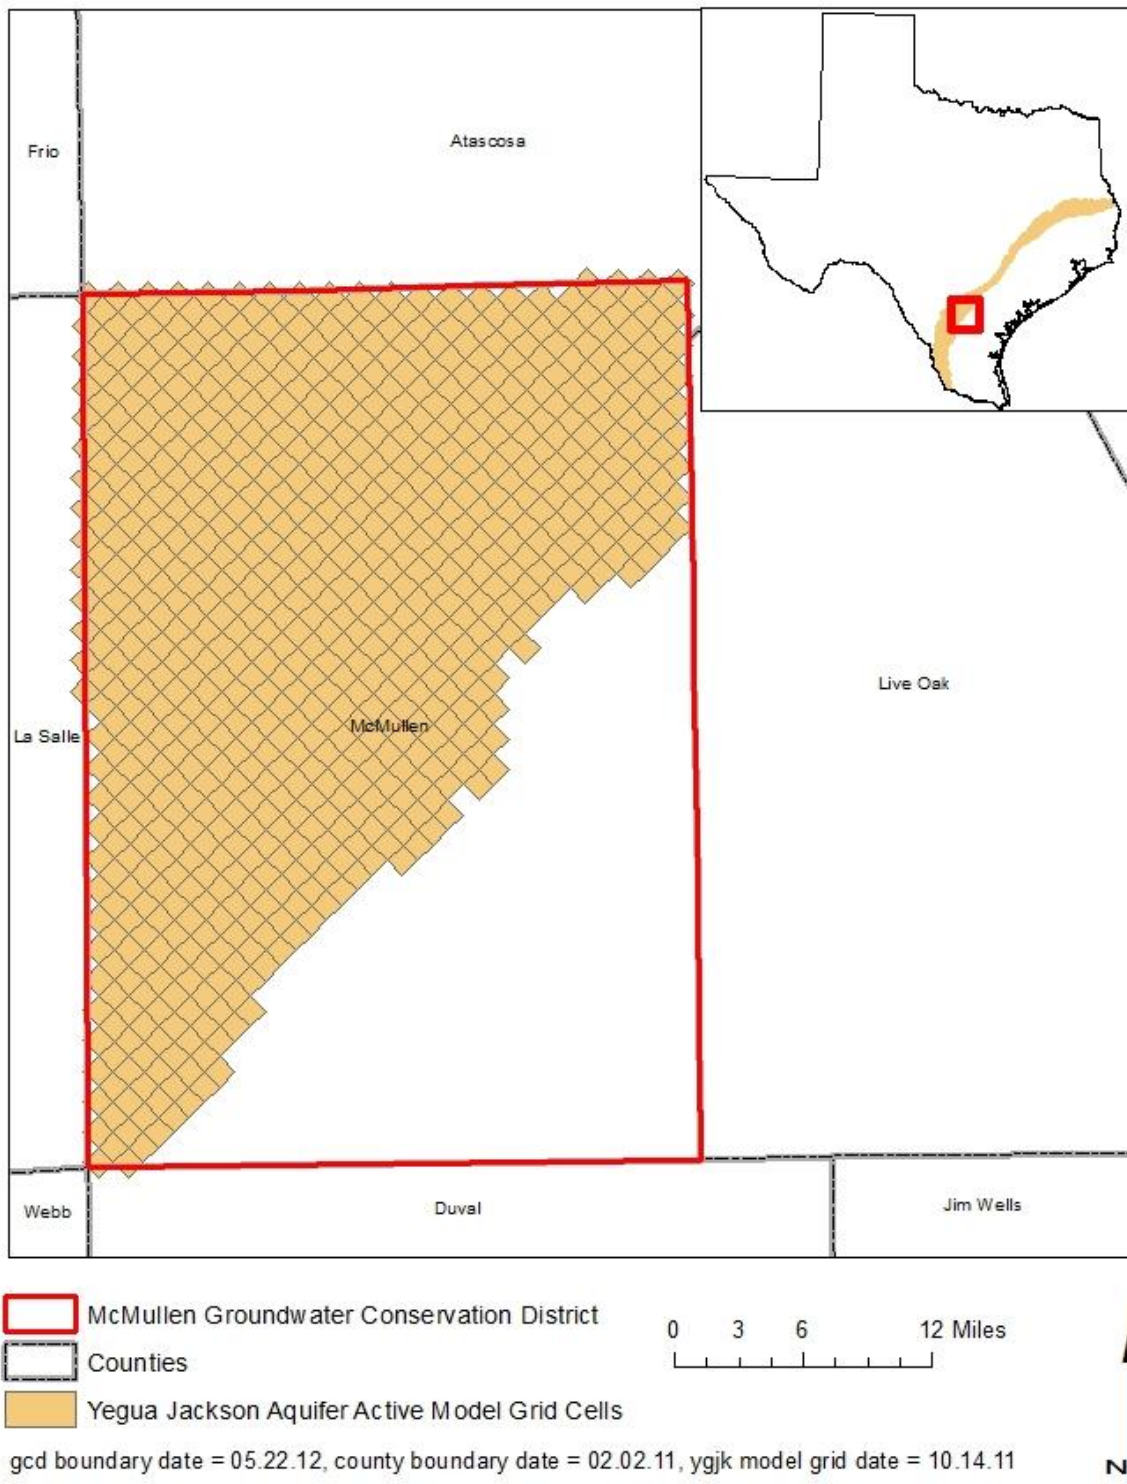 Frio
Atascosa
Live Oak
La Salle
McMullen
Webb
Duval
Jim Wells
McMullen Groundwater Conservation District
0 3 6 12 Miles
Counties
Yegua Jackson Aquifer Active Model Grid Cells
gcd boundary date = 05.22.12, county boundary date = 02.02.11, ygjk model grid date = 10.14.11